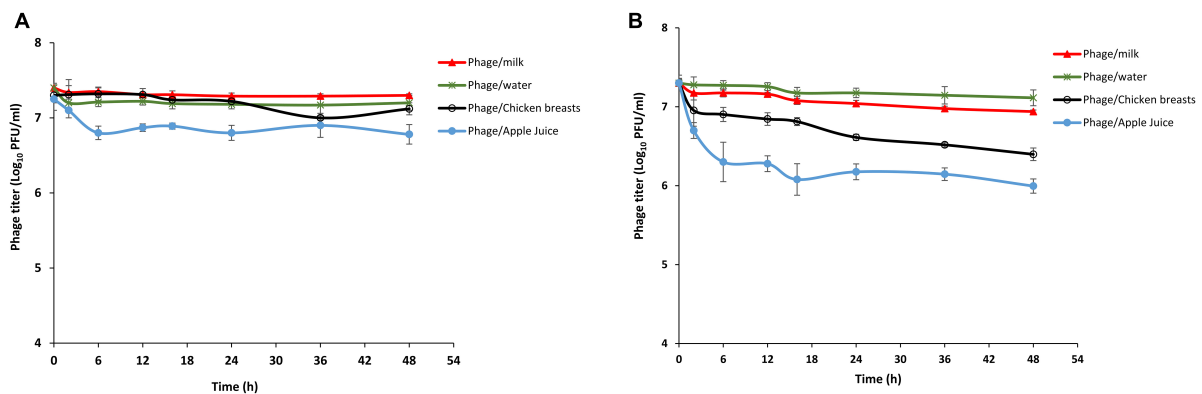 A
Phage titer (Log10 PFU/ml)
8
7
6
5
4
0 6 12 18 24 30 36 42 48 54
Time (h)
Phage/milk
Phage/water
Phage/Chicken breasts
Phage/Apple Juice
B
Phage titer (Log10 PFU/ml)
8
7
6
5
4
0 6 12 18 24 30 36 42 48 54
Time (h)
Phage/milk
Phage/water
Phage/Chicken breasts
Phage/Apple Juice